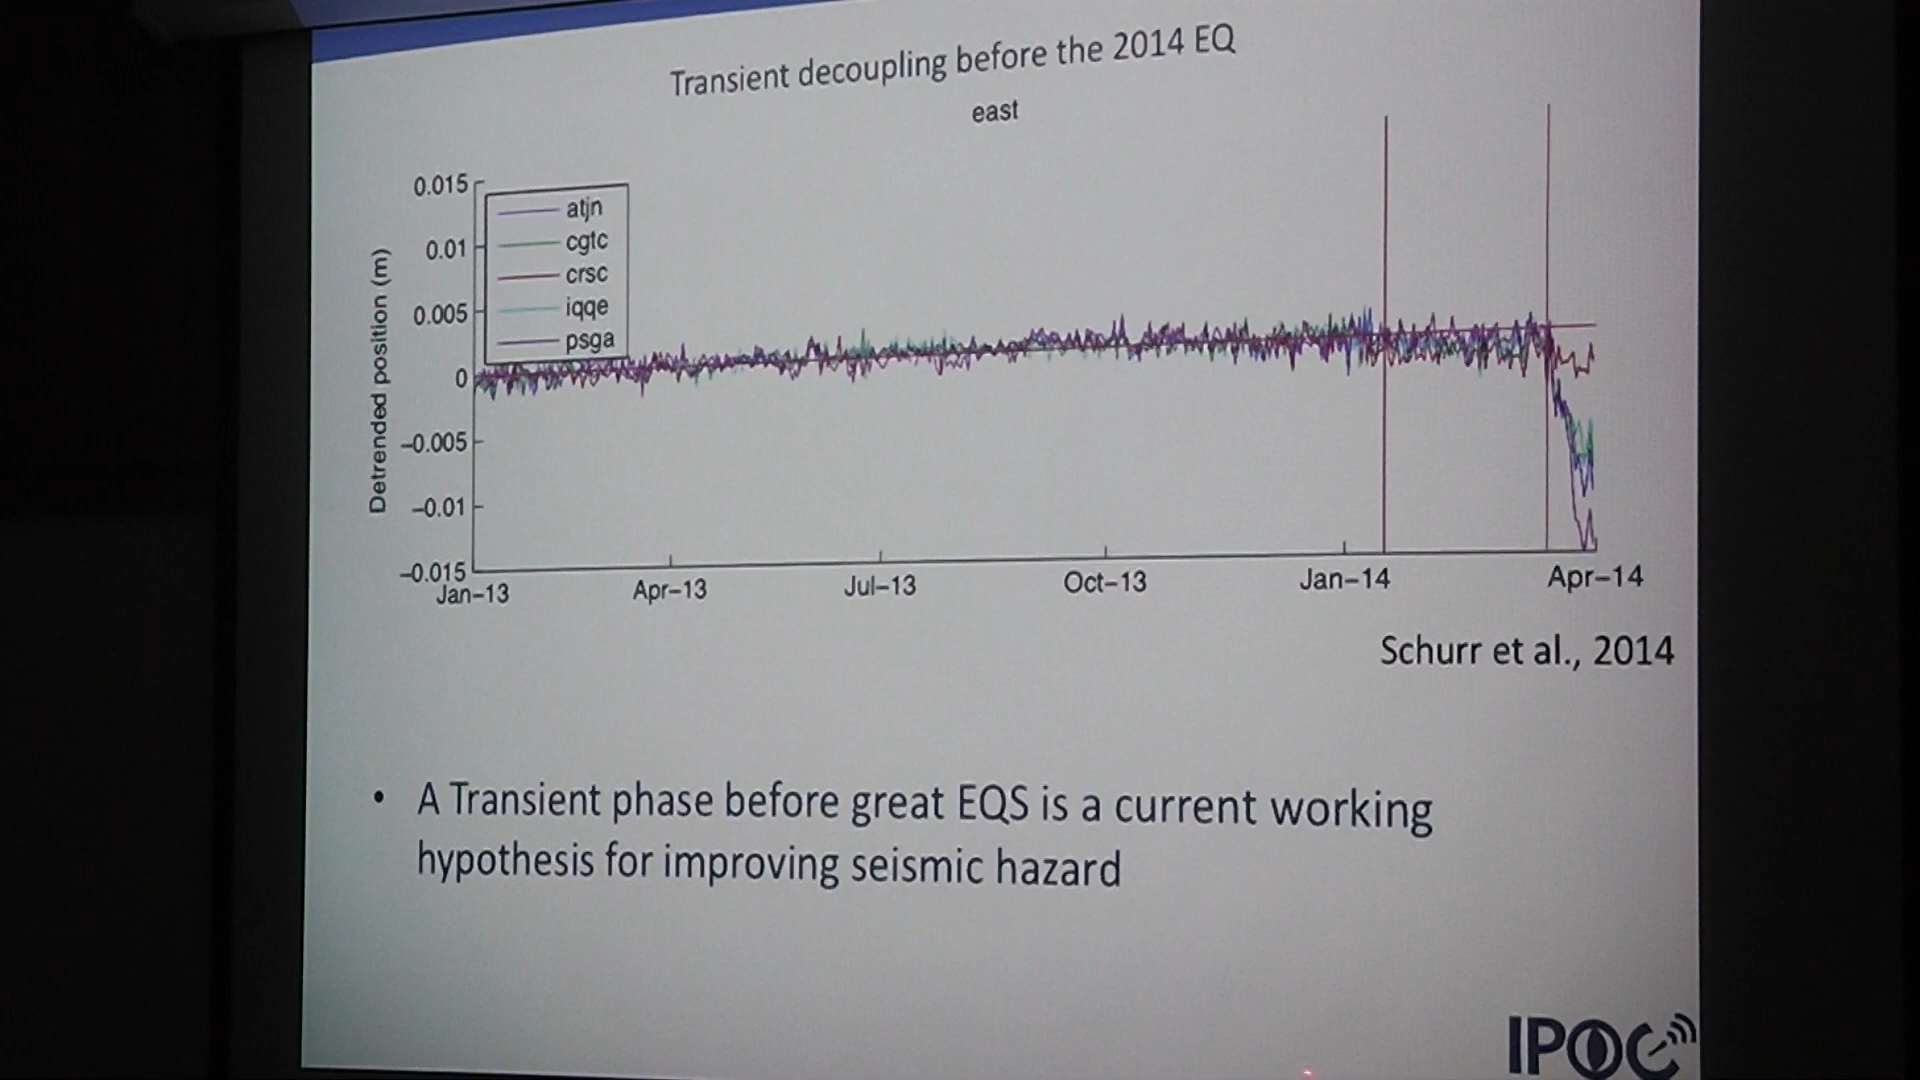 Transient decoupling before the 2014 EQ
east
0.015
0.01
0.005
0
–0.005
–0.01
–0.015
Detrended position (m)
atjn
cgtc
crsc
iqqe
psga
Jan–13
Apr–13
Jul–13
Oct–13
Jan–14
Apr–14
Schurr et al., 2014
• A Transient phase before great EQS is a current working
hypothesis for improving seismic hazard
IPOC